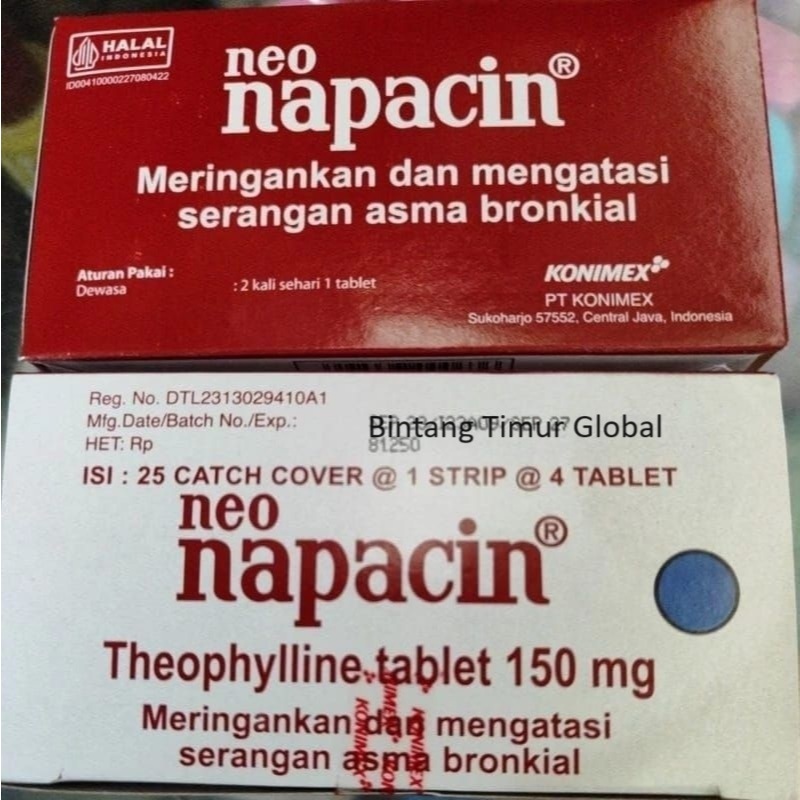 HALAL
INDONESIA
ID00410000227080422
neo
napacin®
Meringankan dan mengatasi
serangan asma bronkial
Aturan Pakai :
Dewasa : 2 kali sehari 1 tablet
KONIMEX
PT KONIMEX
Sukoharjo 57552, Central Java, Indonesia
Reg. No. DTL2313029410A1
Mfg.Date/Batch No./Exp.:
Bintang Timur Global
HET: Rp 81250
ISI : 25 CATCH COVER @ 1 STRIP @ 4 TABLET
neo
napacin®
Theophylline tablet 150 mg
Meringankan dan mengatasi
serangan asma bronkial
KONIMEX
KONIMEX